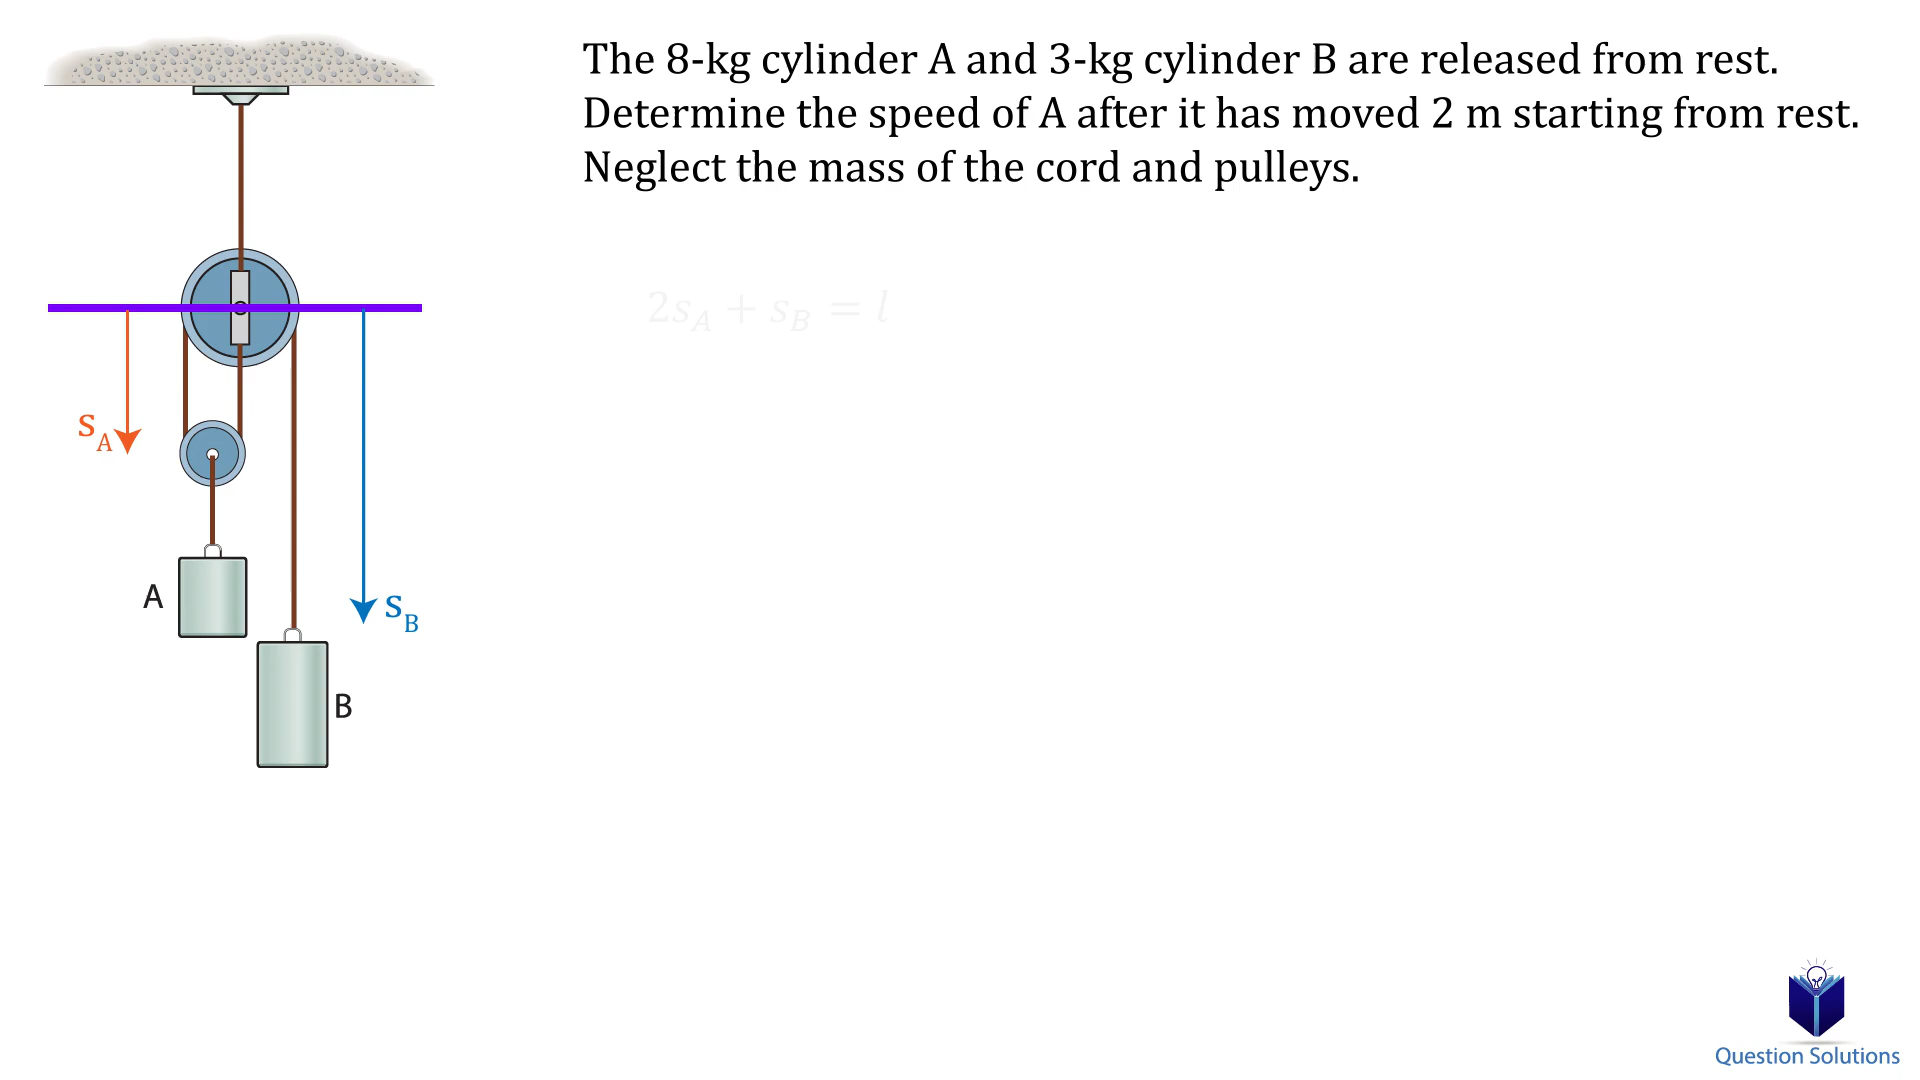 The 8-kg cylinder A and 3-kg cylinder B are released from rest.
Determine the speed of A after it has moved 2 m starting from rest.
Neglect the mass of the cord and pulleys.
2s_A + s_B = l
s_A
s_B
A
B
Question Solutions